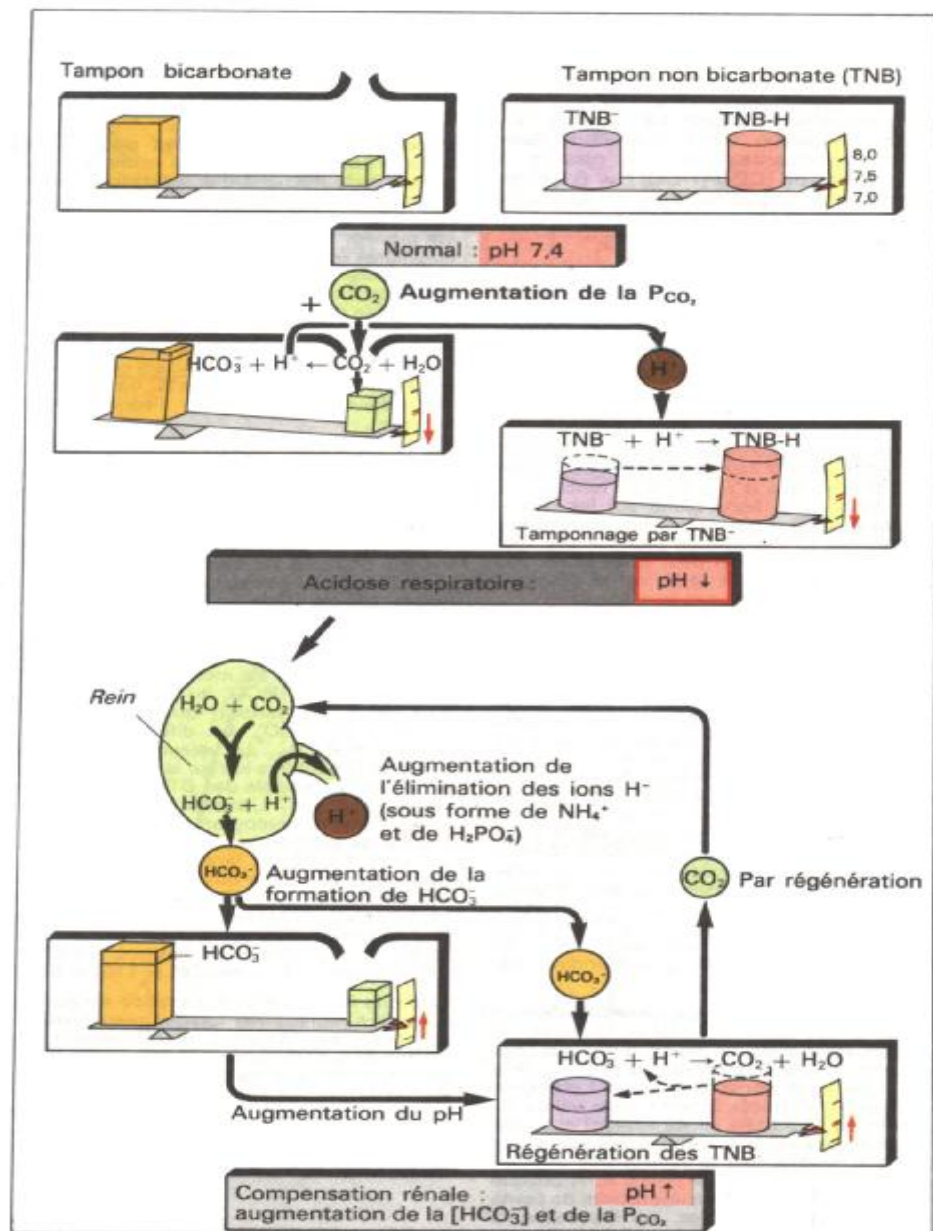 Tampon bicarbonate
Tampon non bicarbonate (TNB)
TNB⁻
TNB-H
8,0
7,5
7,0
Normal : pH 7,4
+
CO₂
Augmentation de la P_CO₂
HCO₃⁻ + H⁺ ← CO₂ + H₂O
H⁺
TNB⁻ + H⁺ → TNB-H
Tamponnage par TNB⁻
Acidose respiratoire :
pH ↓
Rein
H₂O + CO₂
HCO₃⁻ + H⁺
H⁺
Augmentation de
l'élimination des ions H⁻
(sous forme de NH₄⁺
et de H₂PO₄⁻)
HCO₃⁻
Augmentation de la
formation de HCO₃⁻
CO₂
Par régénération
HCO₃⁻
HCO₃⁻
HCO₃⁻ + H⁺ → CO₂ + H₂O
Régénération des TNB
Augmentation du pH
Compensation rénale :
pH ↑
augmentation de la [HCO₃⁻] et de la P_CO₂